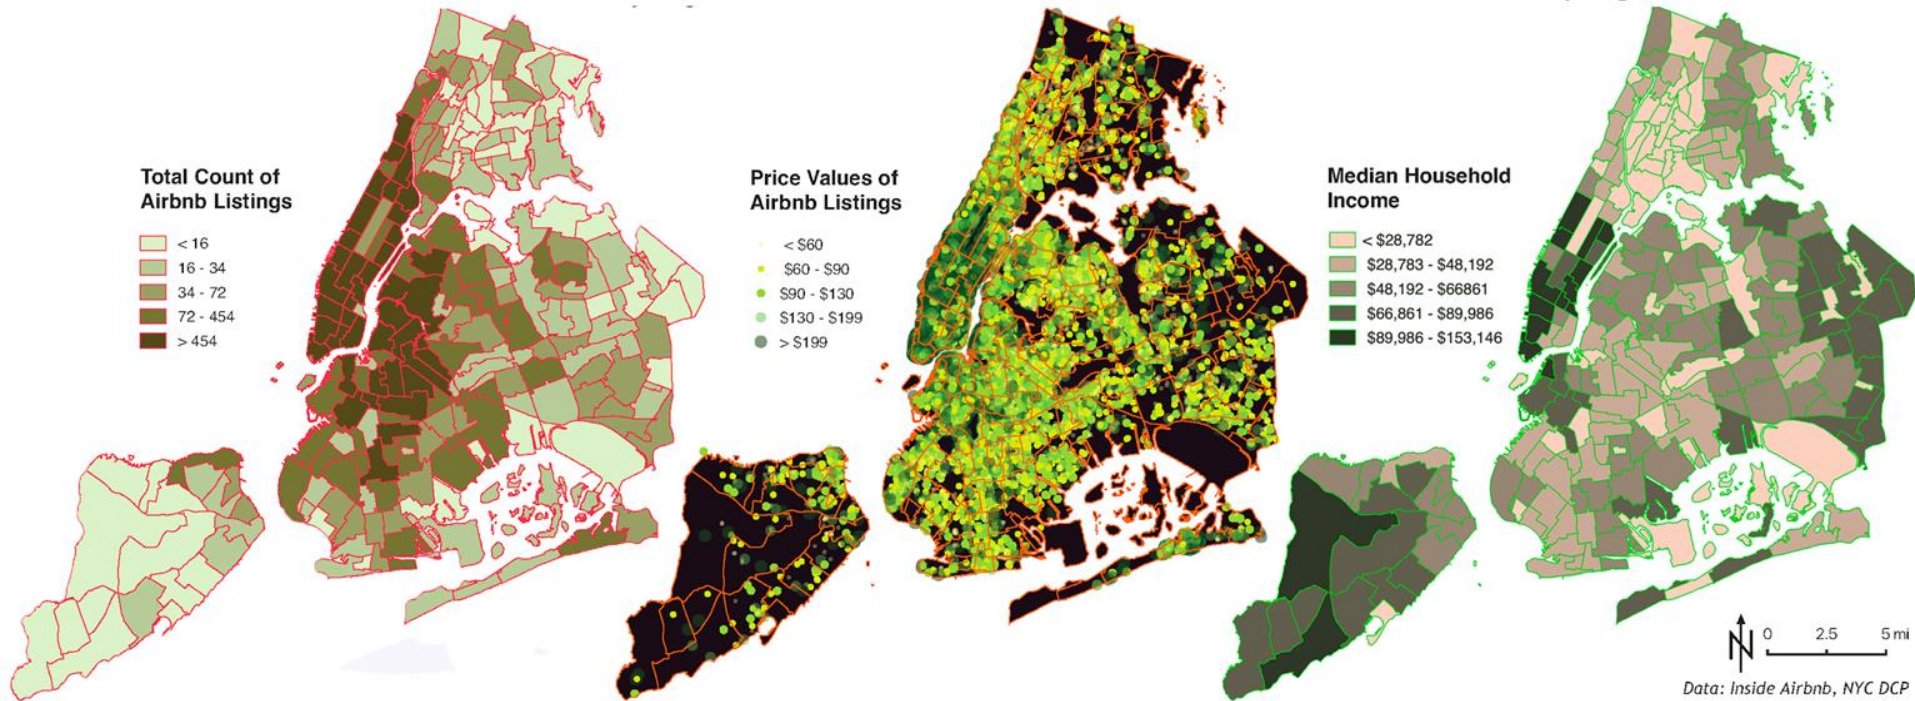 Total Count of
Airbnb Listings
< 16
16 - 34
34 - 72
72 - 454
> 454
Price Values of
Airbnb Listings
< $60
$60 - $90
$90 - $130
$130 - $199
> $199
Median Household
Income
< $28,782
$28,783 - $48,192
$48,192 - $66861
$66,861 - $89,986
$89,986 - $153,146
N
0 2.5 5 mi
Data: Inside Airbnb, NYC DCP